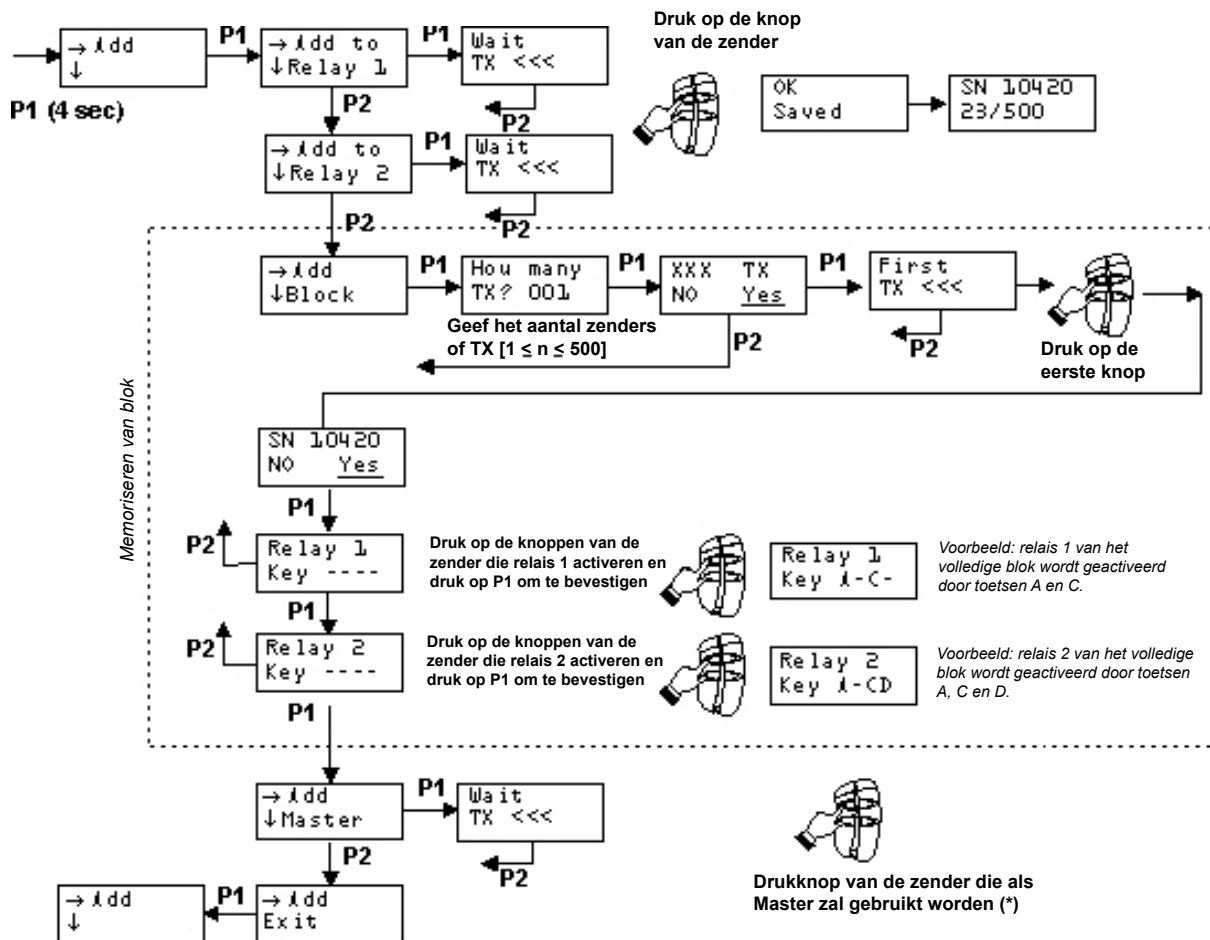 Druk op de knop
van de zender
→ Add
↓
P1
→ Add to
↓Relay 1
P1
Wait
TX <<<
OK
Saved
SN 10420
23/500
P1 (4 sec)
P2
P2
→ Add to
↓Relay 2
P1
Wait
TX <<<
P2
P2
→ Add
↓Block
P1
How many
TX? 001
P1
XXX TX
NO Yes
P1
First
TX <<<
Geef het aantal zenders
of TX [1 ≤ n ≤ 500]
P2
P2
Druk op de
eerste knop
Memoriseren van blok
SN 10420
NO Yes
P1
P2
Relay 1
Key ----
Druk op de knoppen van de
zender die relais 1 activeren en
druk op P1 om te bevestigen
Relay 1
Key A-C-
Voorbeeld: relais 1 van het
volledige blok wordt geactiveerd
door toetsen A en C.
P1
P2
Relay 2
Key ----
Druk op de knoppen van de
zender die relais 2 activeren en
druk op P1 om te bevestigen
Relay 2
Key A-CD
Voorbeeld: relais 2 van het volledige
blok wordt geactiveerd door toetsen
A, C en D.
P1
→ Add
↓Master
P1
Wait
TX <<<
P2
P2
Drukknop van de zender die als
Master zal gebruikt worden (*)
→ Add
↓
P1
→ Add
Exit